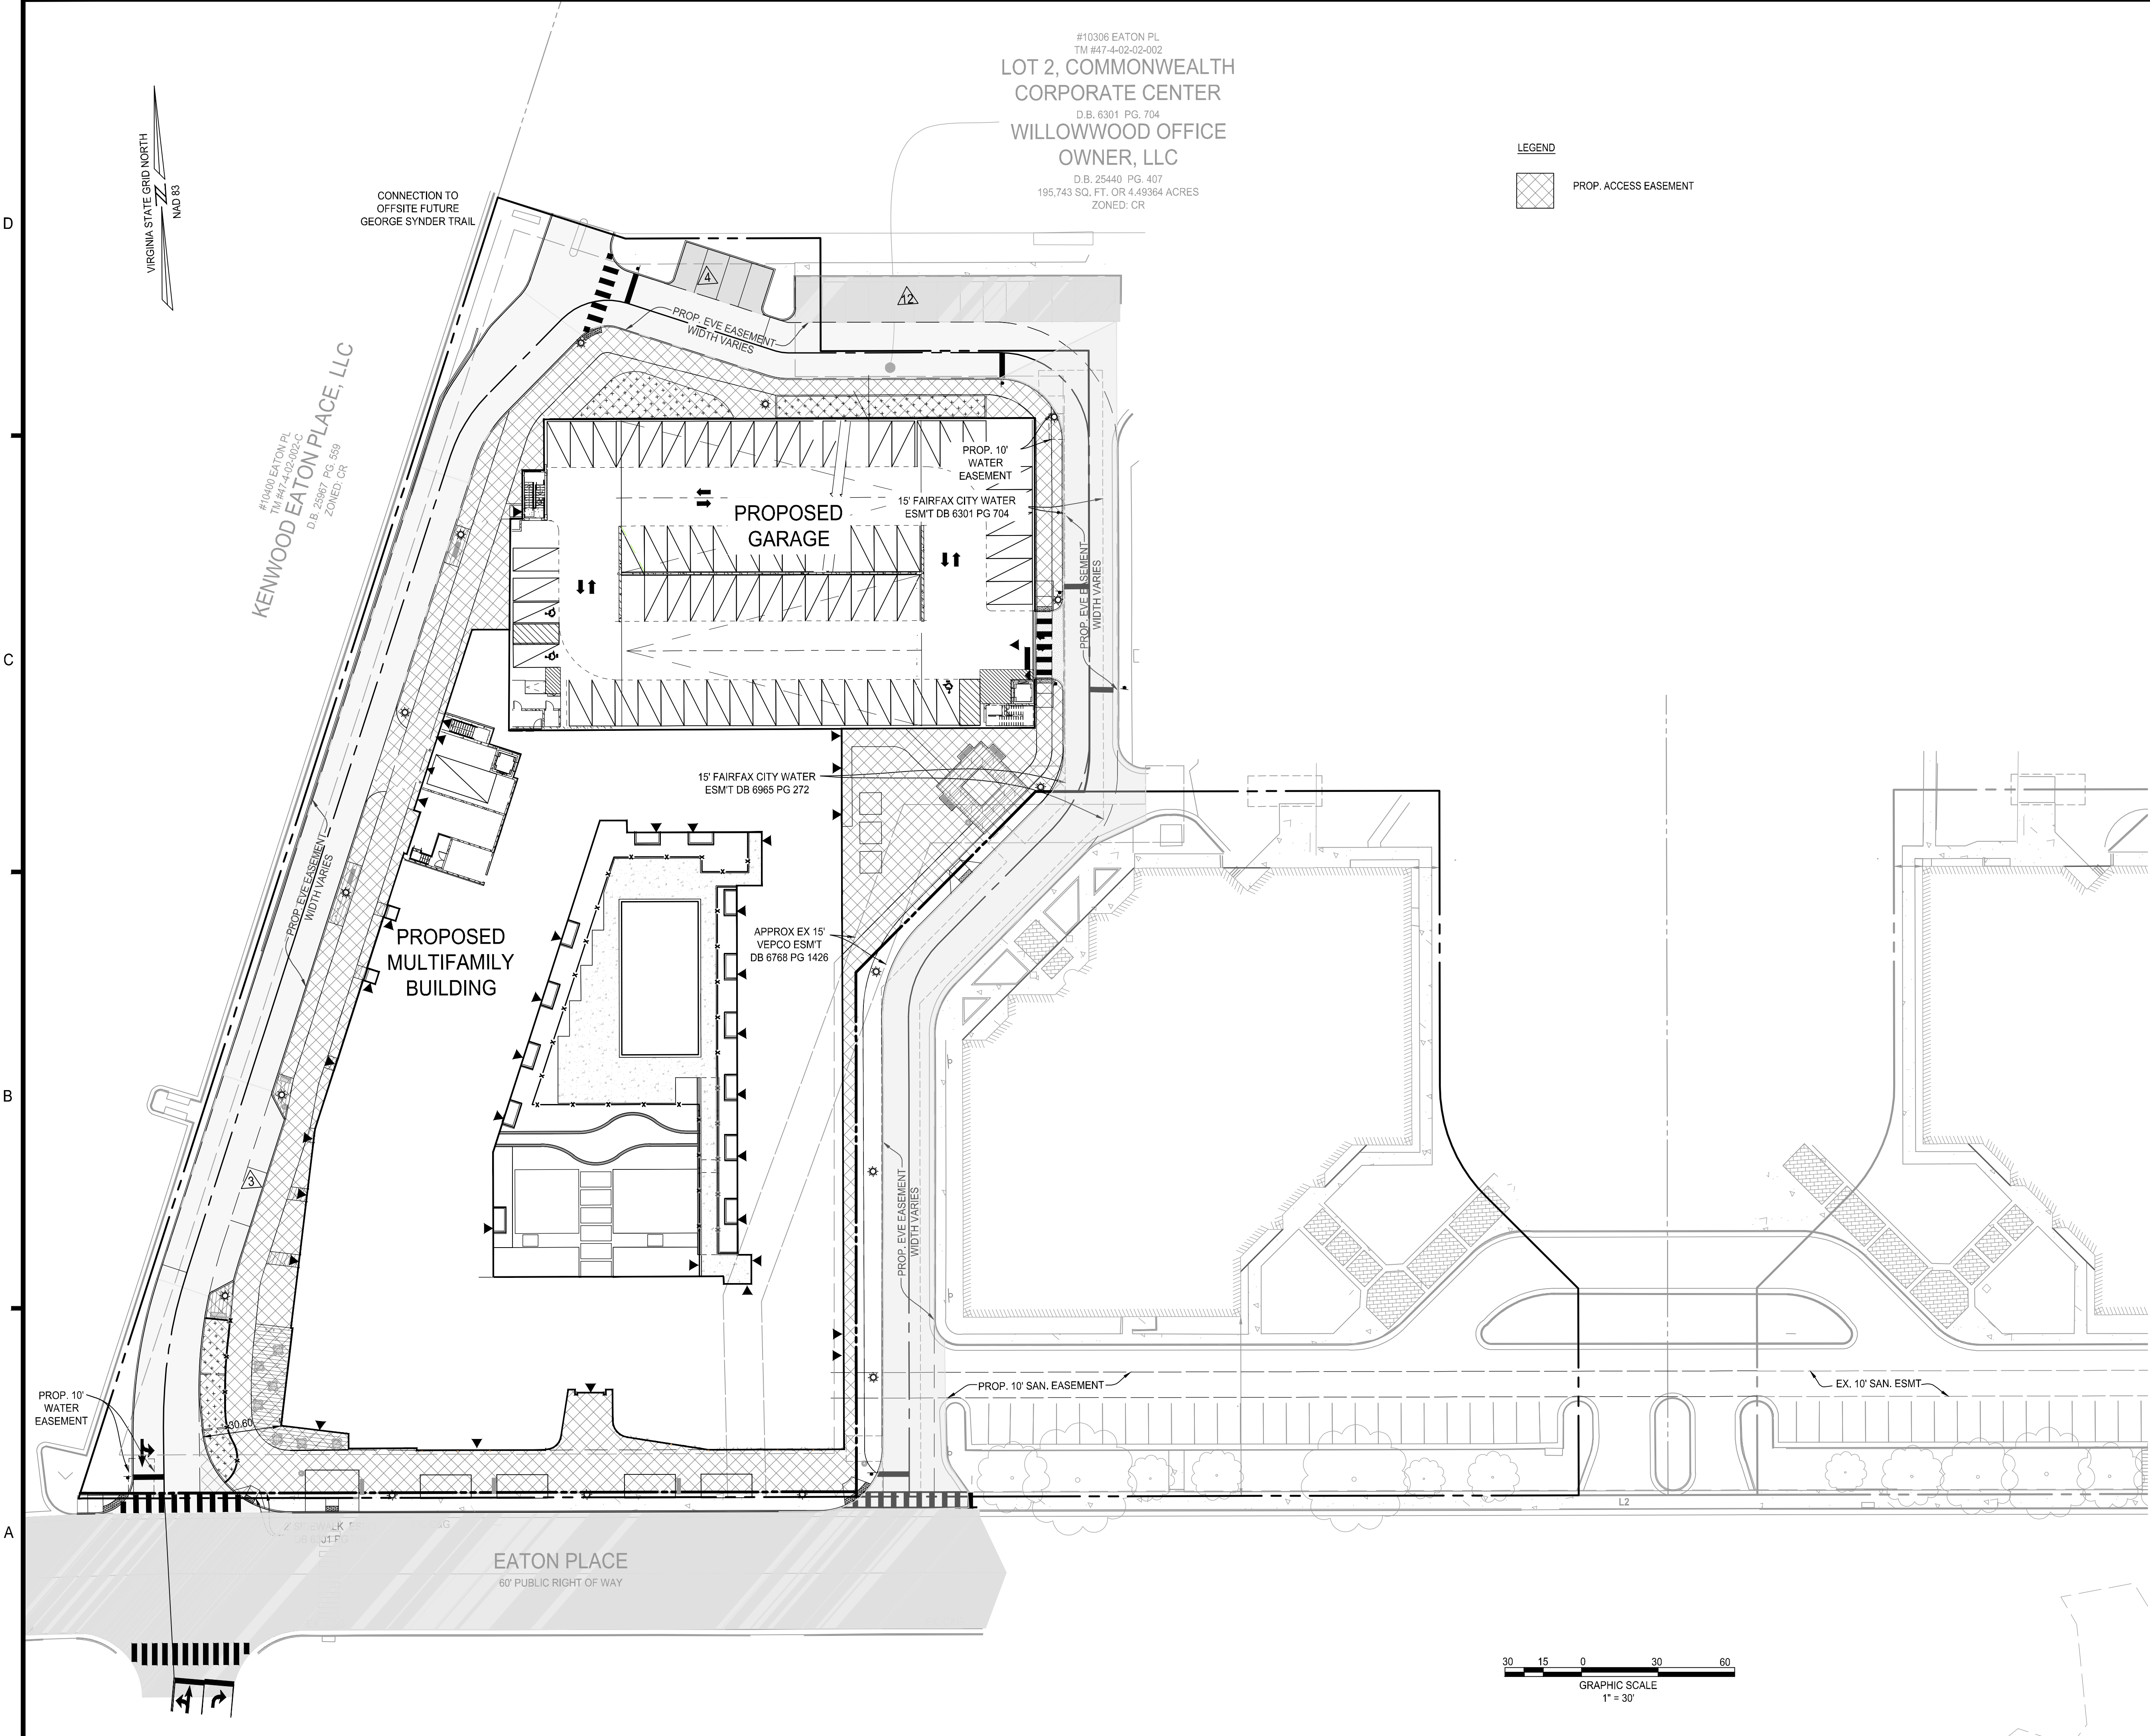 #10306 EATON PL
TM #47-4-02-02-002
LOT 2, COMMONWEALTH
CORPORATE CENTER
D.B. 6301 PG. 704
WILLOWWOOD OFFICE
OWNER, LLC
D.B. 25440 PG. 407
195,743 SQ. FT. OR 4.49364 ACRES
ZONED: CR
LEGEND
PROP. ACCESS EASEMENT
VIRGINIA STATE GRID NORTH
NAD 83
CONNECTION TO
OFFSITE FUTURE
GEORGE SYNDER TRAIL
D
4
12
PROP. EVE EASEMENT
WIDTH VARIES
#10400 EATON PL
TM #47-4-02-002-C
KENWOOD EATON PLACE, LLC
D.B. 25967 PG. 559
ZONED: CR
PROP. 10'
WATER
EASEMENT
15' FAIRFAX CITY WATER
ESM'T DB 6301 PG 704
PROPOSED
GARAGE
PROP. EVE EASEMENT
WIDTH VARIES
C
15' FAIRFAX CITY WATER
ESM'T DB 6965 PG 272
PROP. EVE EASEMENT
WIDTH VARIES
APPROX EX 15'
VEPCO ESM'T
DB 6768 PG 1426
PROPOSED
MULTIFAMILY
BUILDING
B
3
PROP. EVE EASEMENT
WIDTH VARIES
PROP. 10' SAN. EASEMENT
EX. 10' SAN. ESMT
PROP. 10'
WATER
EASEMENT
30.60
L2
A
EATON PLACE
60' PUBLIC RIGHT OF WAY
30 15 0 30 60
GRAPHIC SCALE
1" = 30'